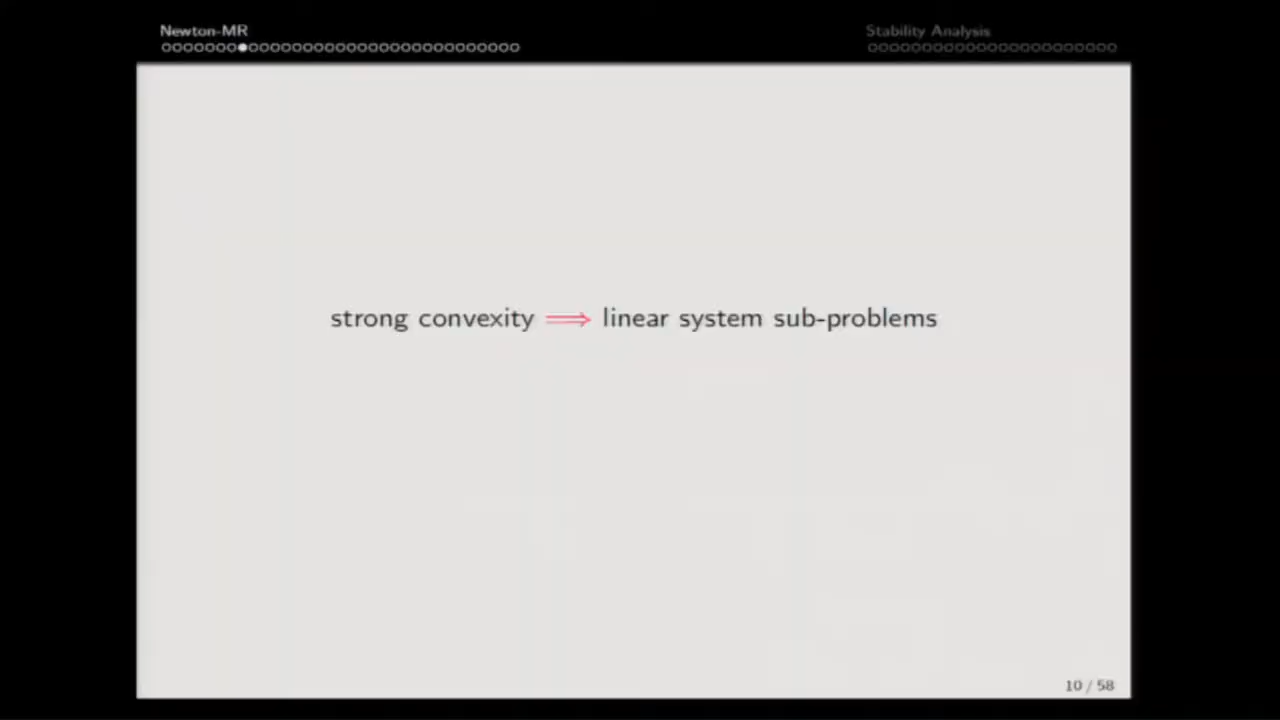 Newton-MR
Stability Analysis
strong convexity ⟹ linear system sub-problems
10 / 58